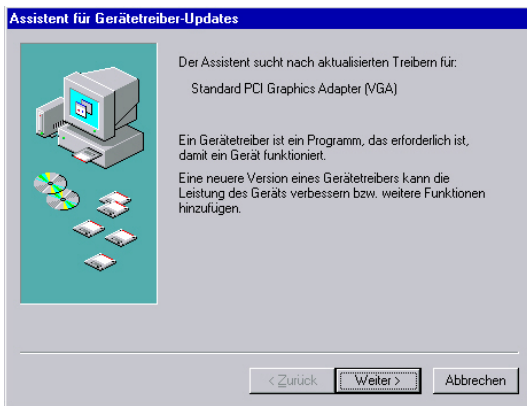 Assistent für Gerätetreiber-Updates
Der Assistent sucht nach aktualisierten Treibern für:
Standard PCI Graphics Adapter (VGA)
Ein Gerätetreiber ist ein Programm, das erforderlich ist,
damit ein Gerät funktioniert.
Eine neuere Version eines Gerätetreibers kann die
Leistung des Geräts verbessern bzw. weitere Funktionen
hinzufügen.
< Zurück Weiter > Abbrechen